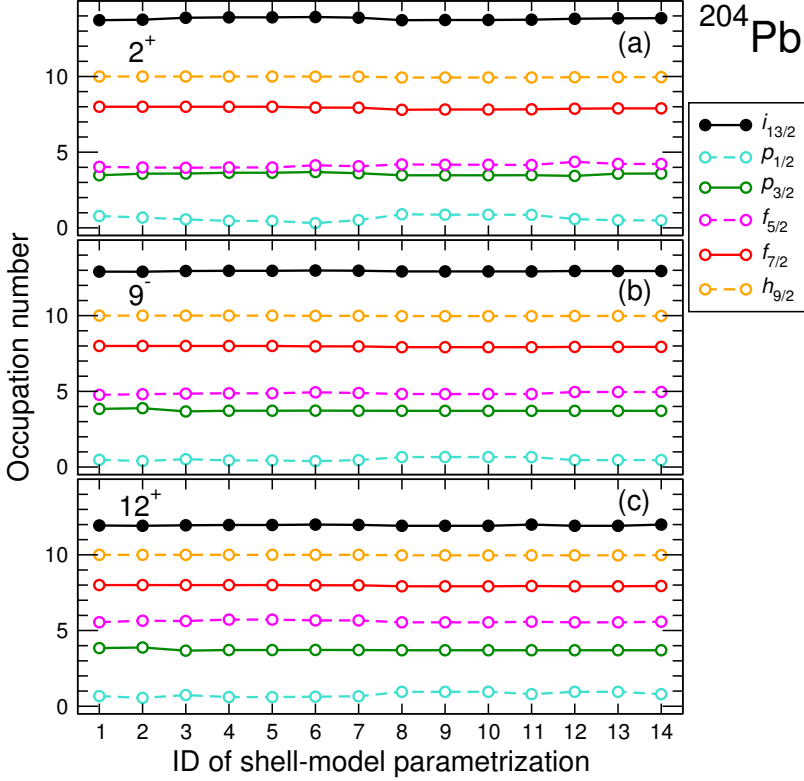 ²⁰⁴Pb
2⁺
(a)
10
5
0
i₁₃/₂
p₁/₂
p₃/₂
f₅/₂
f₇/₂
h₉/₂
Occupation number
9⁻
(b)
10
5
0
12⁺
(c)
10
5
0
1 2 3 4 5 6 7 8 9 10 11 12 13 14
ID of shell-model parametrization